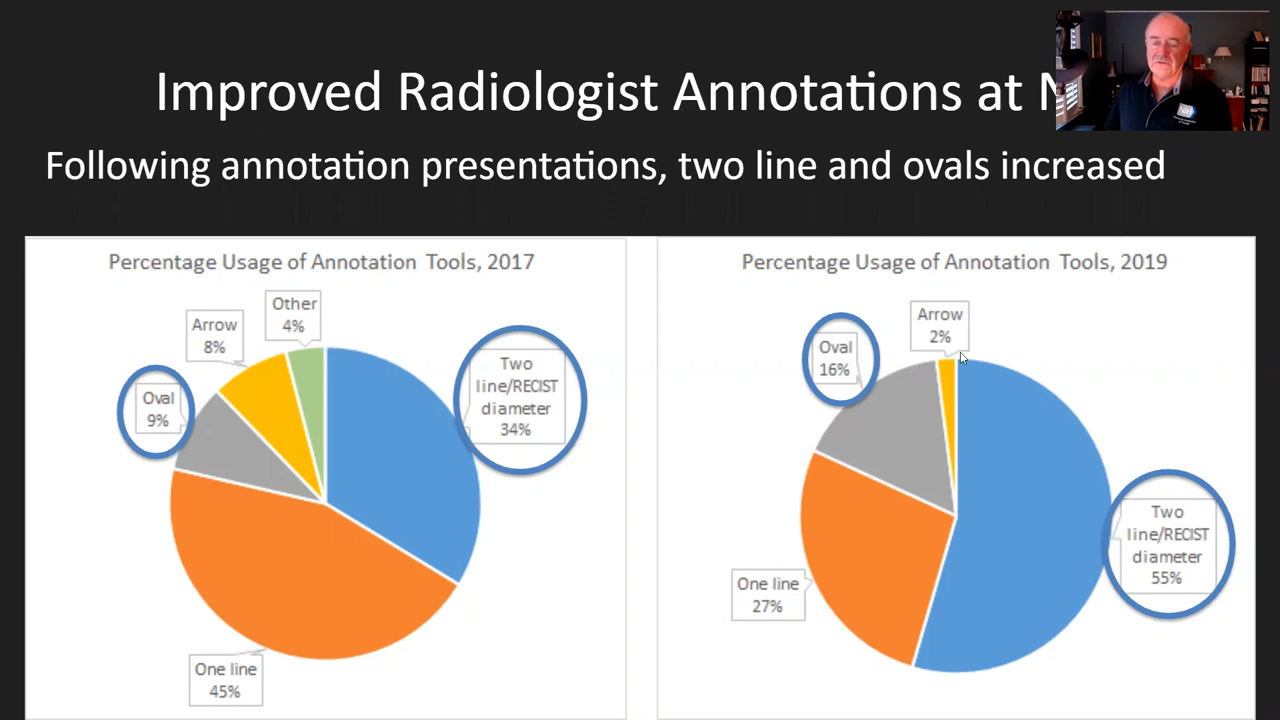 Improved Radiologist Annotations at
Following annotation presentations, two line and ovals increased
Percentage Usage of Annotation Tools, 2017
Other
4%
Arrow
8%
Oval
9%
Two
line/RECIST
diameter
34%
One line
45%
Percentage Usage of Annotation Tools, 2019
Arrow
2%
Oval
16%
Two
line/RECIST
diameter
55%
One line
27%